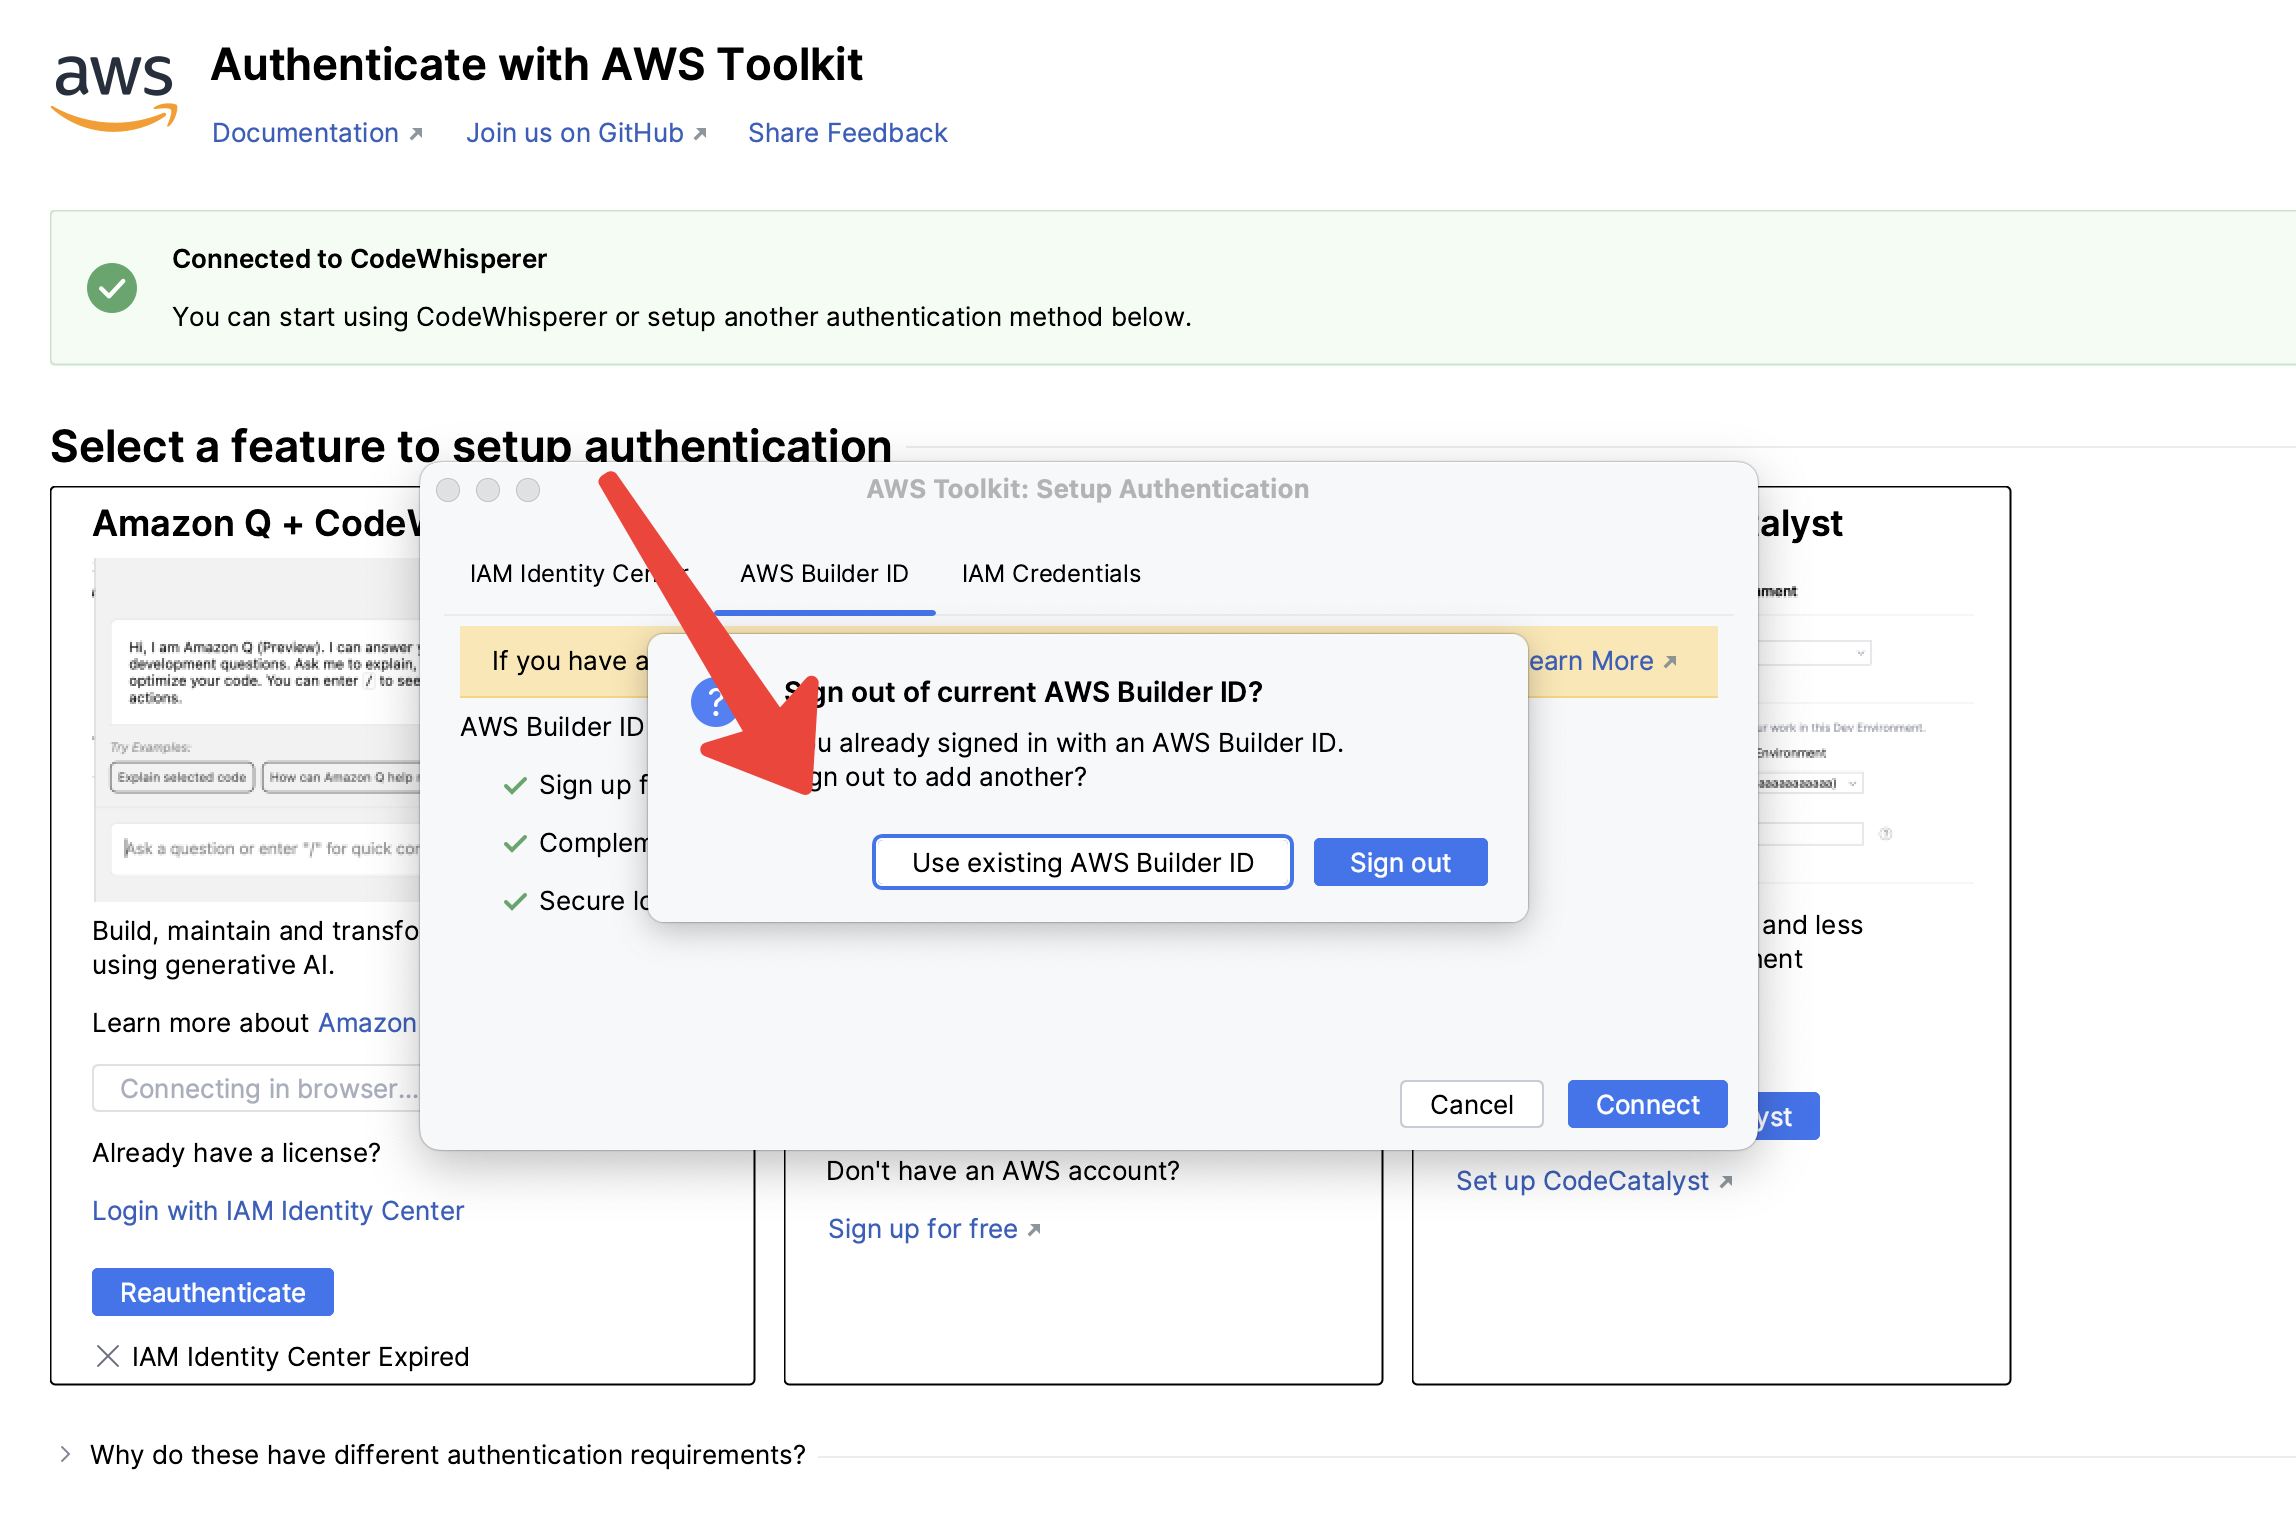 aws
Authenticate with AWS Toolkit
Documentation
Join us on GitHub
Share Feedback
Connected to CodeWhisperer
You can start using CodeWhisperer or setup another authentication method below.
Select a feature to setup authentication
AWS Toolkit: Setup Authentication
IAM Identity Center
AWS Builder ID
IAM Credentials
If you have a
earn More
Sign out of current AWS Builder ID?
u already signed in with an AWS Builder ID.
gn out to add another?
Use existing AWS Builder ID
Sign out
AWS Builder ID
Sign up f
Complem
Secure lo
Cancel
Connect
Amazon Q + CodeW
Hi, I am Amazon Q (Preview). I can answer y
development questions. Ask me to explain,
optimize your code. You can enter / to see
actions.
Try Examples:
Explain selected code
How can Amazon Q help
Ask a question or enter "/" for quick cor
Build, maintain and transfo
using generative AI.
Learn more about Amazon
Connecting in browser...
Already have a license?
Login with IAM Identity Center
Reauthenticate
IAM Identity Center Expired
Don't have an AWS account?
Sign up for free
alyst
nment
ur work in this Dev Environment.
Environment
and less
ent
yst
Set up CodeCatalyst
Why do these have different authentication requirements?